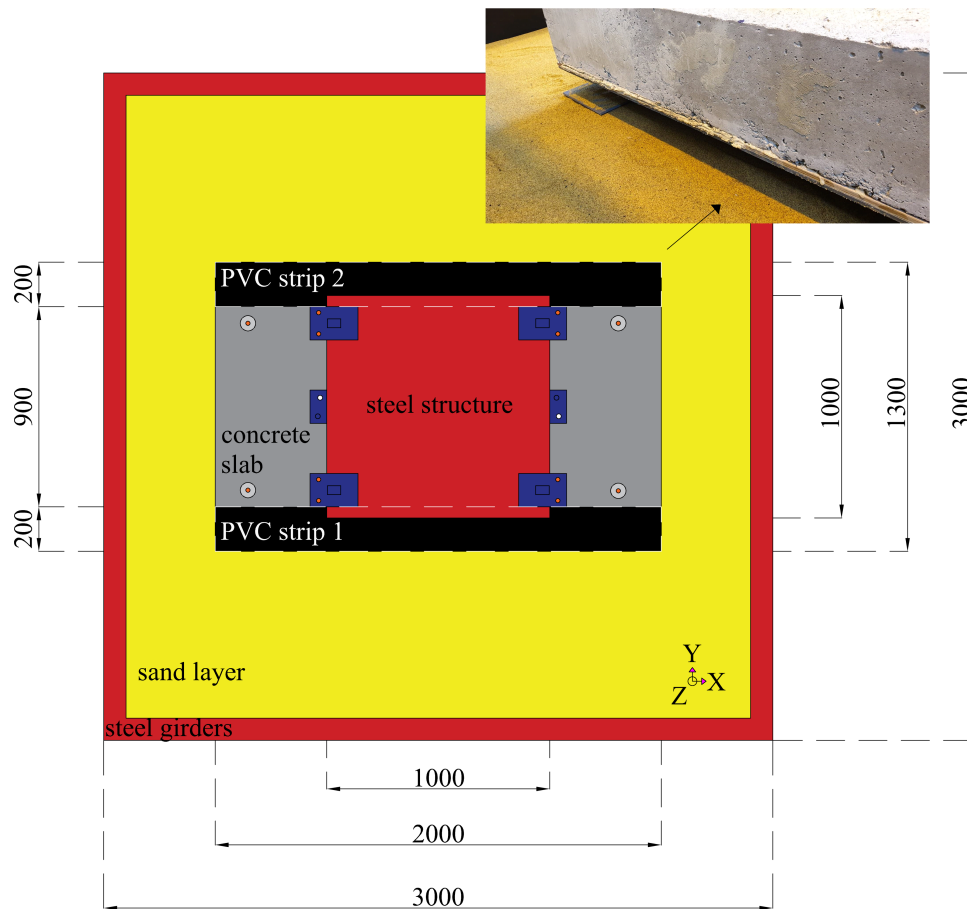 PVC strip 2
200
900
200
steel structure
concrete
slab
PVC strip 1
1000
1300
3000
sand layer
Y
Z
X
steel girders
1000
2000
3000